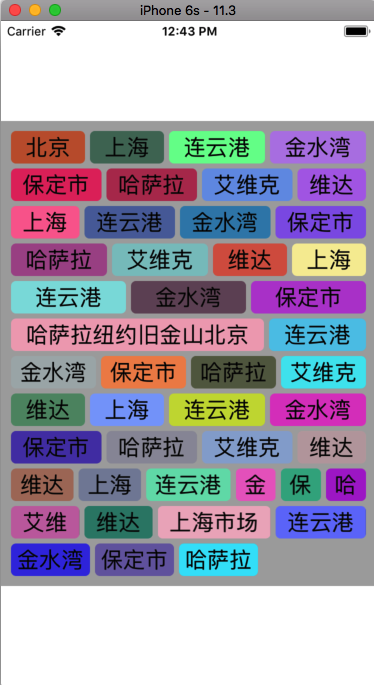 iPhone 6s - 11.3
Carrier 12:43 PM
北京 上海 连云港 金水湾
保定市 哈萨拉 艾维克 维达
上海 连云港 金水湾 保定市
哈萨拉 艾维克 维达 上海
连云港 金水湾 保定市
哈萨拉纽约旧金山北京 连云港
金水湾 保定市 哈萨拉 艾维克
维达 上海 连云港 金水湾
保定市 哈萨拉 艾维克 维达
维达 上海 连云港 金 保 哈
艾维 维达 上海市场 连云港
金水湾 保定市 哈萨拉